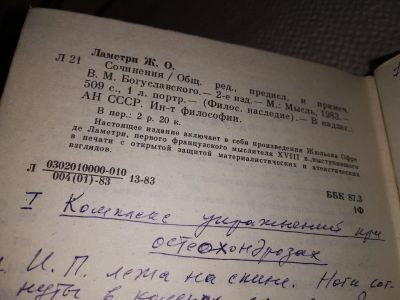 Ламетри Ж. О.
Л 21 Сочинения / Общ. ред., предисл. и примеч.
В. М. Богуславского.— 2-е изд.— М.: Мысль, 1983.—
509 с., 1 л. портр.— (Филос. наследие).— В надзаг.:
АН СССР. Ин-т философии.
В пер.: 2 р. 20 к.
Настоящее издание включает в себя произведения Жюльена Офре
де Ламетри, первого французского мыслителя XVIII в., выступившего
в печати с открытой защитой материалистических и атеистических
взглядов.
Л 0302010000-010 / 004(01)-83 13-83 ББК 87.3
1Ф
I Комплекс упражнений при
остеохондрозах
И. П. лежа на спине. Ноги сог-
нуты в